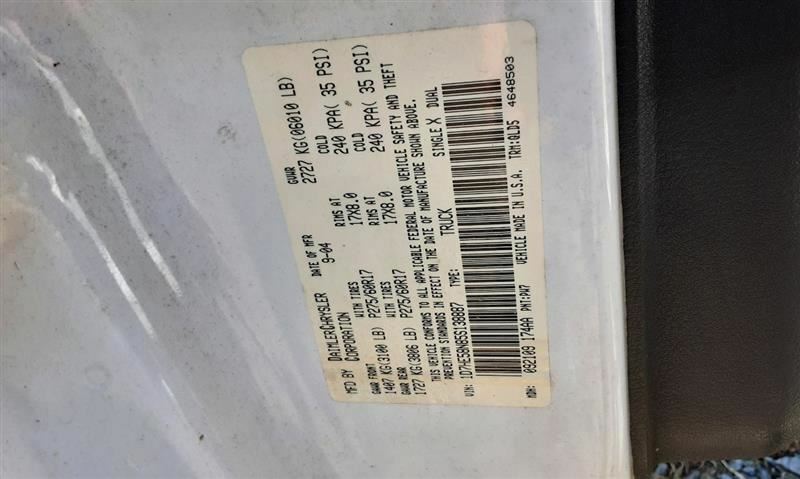 MFD BY DAIMLERCHRYSLER CORPORATION DATE OF MFR 9-04 GVWR 2727 KG(06010 LB)
GAWR FRONT 1407 KG(3100 LB) WITH TIRES P275/60R17 RIMS AT 17X8.0 COLD 240 KPA( 35 PSI)
GAWR REAR 1727 KG(3806 LB) WITH TIRES P275/60R17 RIMS AT 17X8.0 COLD 240 KPA( 35 PSI)
THIS VEHICLE CONFORMS TO ALL APPLICABLE FEDERAL MOTOR VEHICLE SAFETY AND THEFT
PREVENTION STANDARDS IN EFFECT ON THE DATE OF MANUFACTURE SHOWN ABOVE.
VIN: 1D7HE58N65S138887 TYPE: TRUCK SINGLE X DUAL
MDH: 092109 174AA PNT:PW7 VEHICLE MADE IN U.S.A. TRM:QLD5 4648503